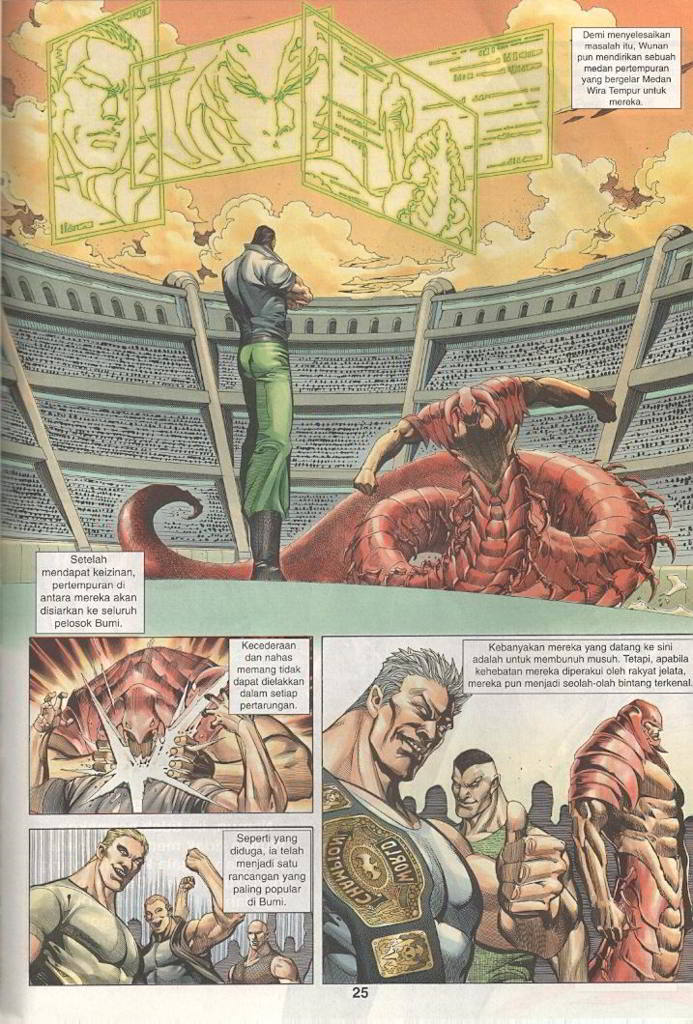 Demi menyelesaikan
masalah itu, Wunan
pun mendirikan sebuah
medan pertempuran
yang bergelar Medan
Wira Tempur untuk
mereka.
Setelah
mendapat keizinan,
pertempuran di
antara mereka akan
disiarkan ke seluruh
pelosok Bumi.
Kecederaan
dan nahas
memang tidak
dapat dielakkan
dalam setiap
pertarungan.
Kebanyakan mereka yang datang ke sini
adalah untuk membunuh musuh. Tetapi, apabila
kehebatan mereka diperakui oleh rakyat jelata,
mereka pun menjadi seolah-olah bintang terkenal.
Seperti yang
diduga, ia telah
menjadi satu
rancangan yang
paling popular
di Bumi.
WORLD
CHAMPRON
25